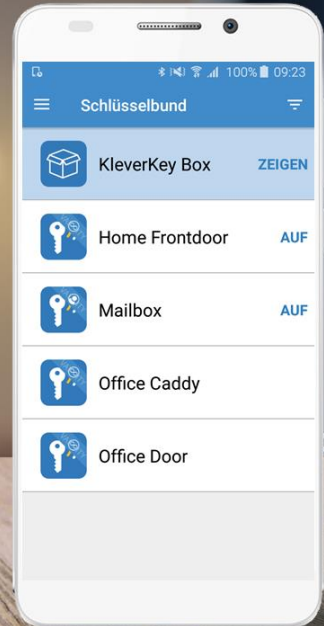 100% 09:23
Schlüsselbund
KleverKey Box ZEIGEN
Home Frontdoor AUF
Mailbox AUF
Office Caddy
Office Door